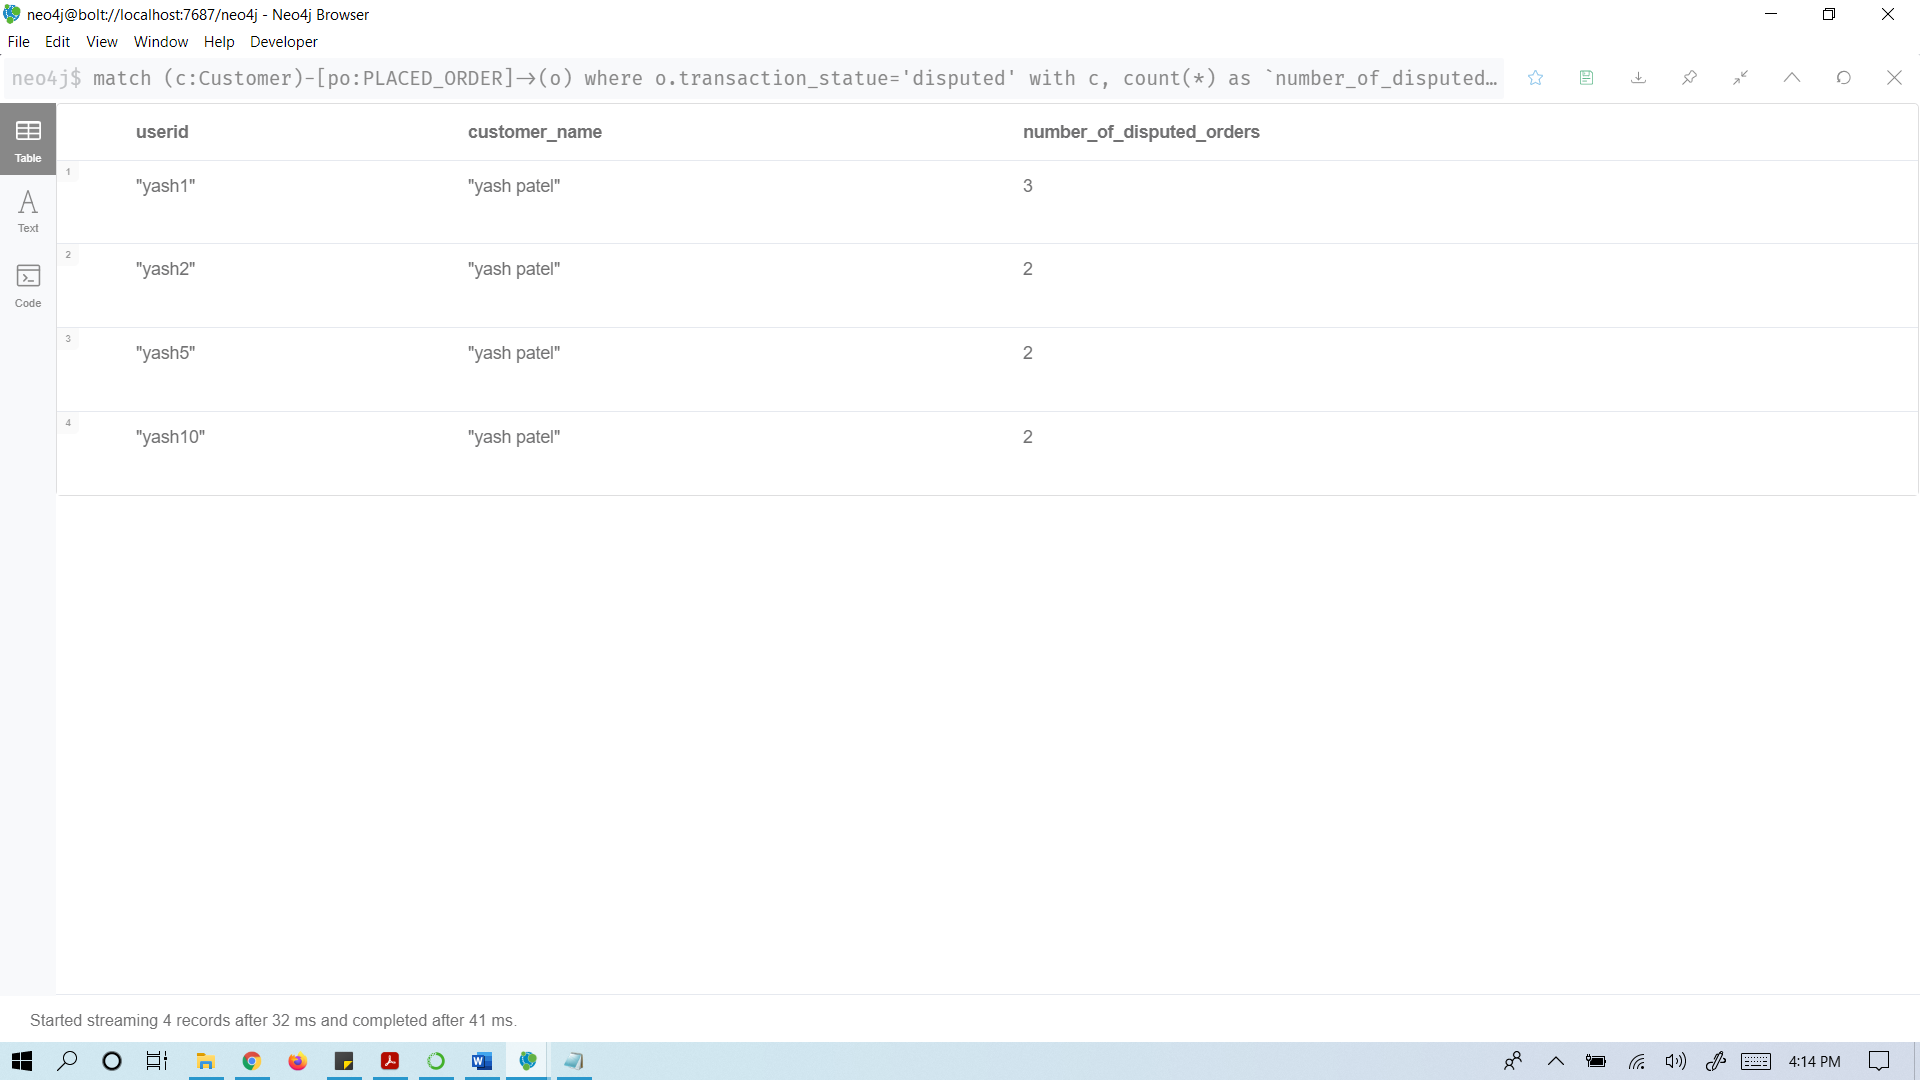 neo4j@bolt://localhost:7687/neo4j - Neo4j Browser
File Edit View Window Help Developer
neo4j$ match (c:Customer)-[po:PLACED_ORDER]→(o) where o.transaction_statue='disputed' with c, count(*) as `number_of_disputed…
userid customer_name number_of_disputed_orders
1 "yash1" "yash patel" 3
2 "yash2" "yash patel" 2
3 "yash5" "yash patel" 2
4 "yash10" "yash patel" 2
Table
Text
Code
Started streaming 4 records after 32 ms and completed after 41 ms.
4:14 PM